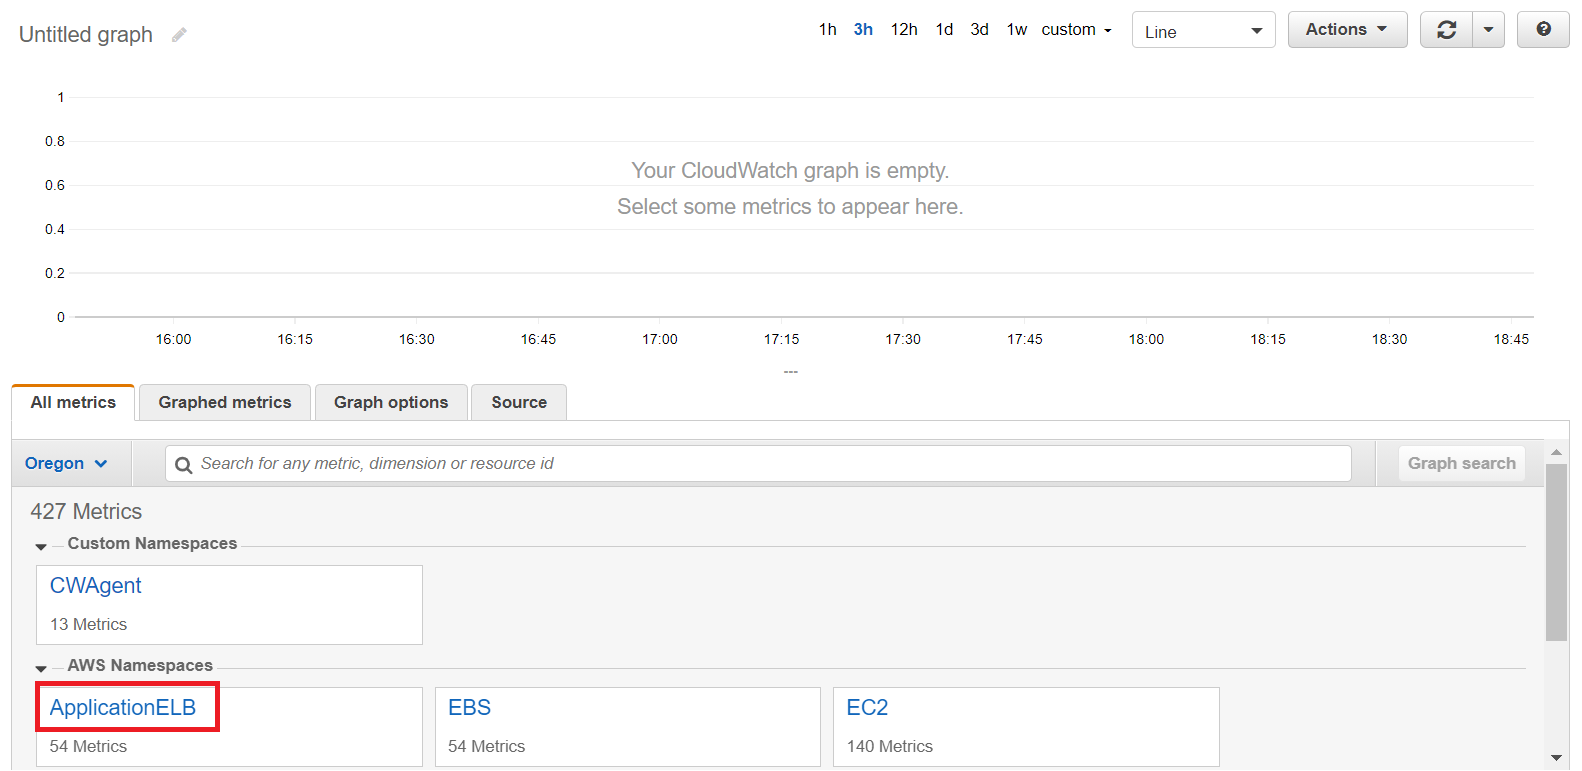 Untitled graph
1h 3h 12h 1d 3d 1w custom Line Actions
1
0.8
Your CloudWatch graph is empty.
0.6
Select some metrics to appear here.
0.4
0.2
0
16:00 16:15 16:30 16:45 17:00 17:15 17:30 17:45 18:00 18:15 18:30 18:45
---
All metrics Graphed metrics Graph options Source
Oregon Search for any metric, dimension or resource id Graph search
427 Metrics
Custom Namespaces
CWAgent
13 Metrics
AWS Namespaces
ApplicationELB EBS EC2
54 Metrics 54 Metrics 140 Metrics